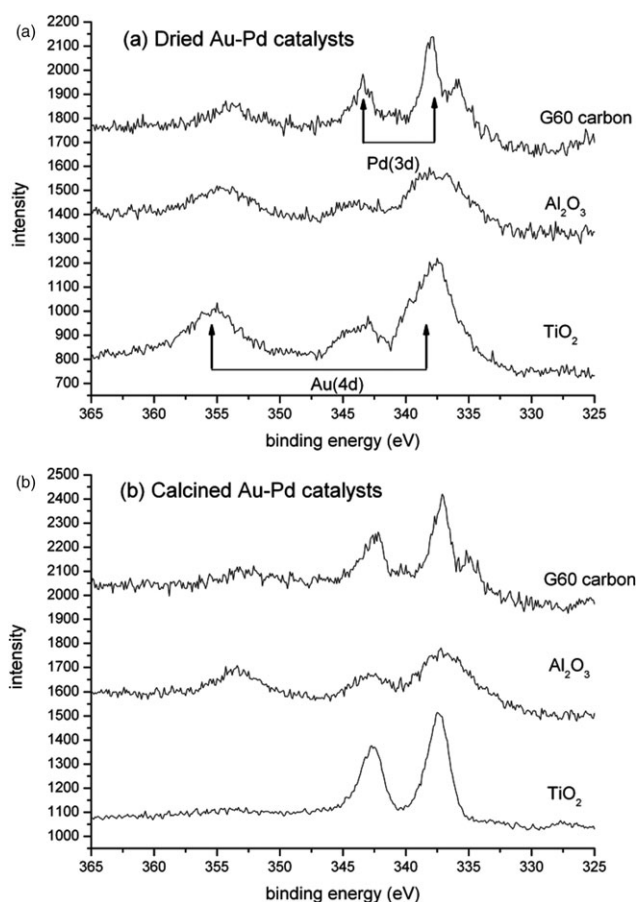 (a)
(a) Dried Au-Pd catalysts
2200
2100
2000
1900
1800
1700
1600
1500
1400
1300
1200
1100
1000
900
800
700
intensity
G60 carbon
Pd(3d)
Al₂O₃
TiO₂
Au(4d)
365 360 355 350 345 340 335 330 325
binding energy (eV)
(b)
(b) Calcined Au-Pd catalysts
2500
2400
2300
2200
2100
2000
1900
1800
1700
1600
1500
1400
1300
1200
1100
1000
intensity
G60 carbon
Al₂O₃
TiO₂
365 360 355 350 345 340 335 330 325
binding energy (eV)